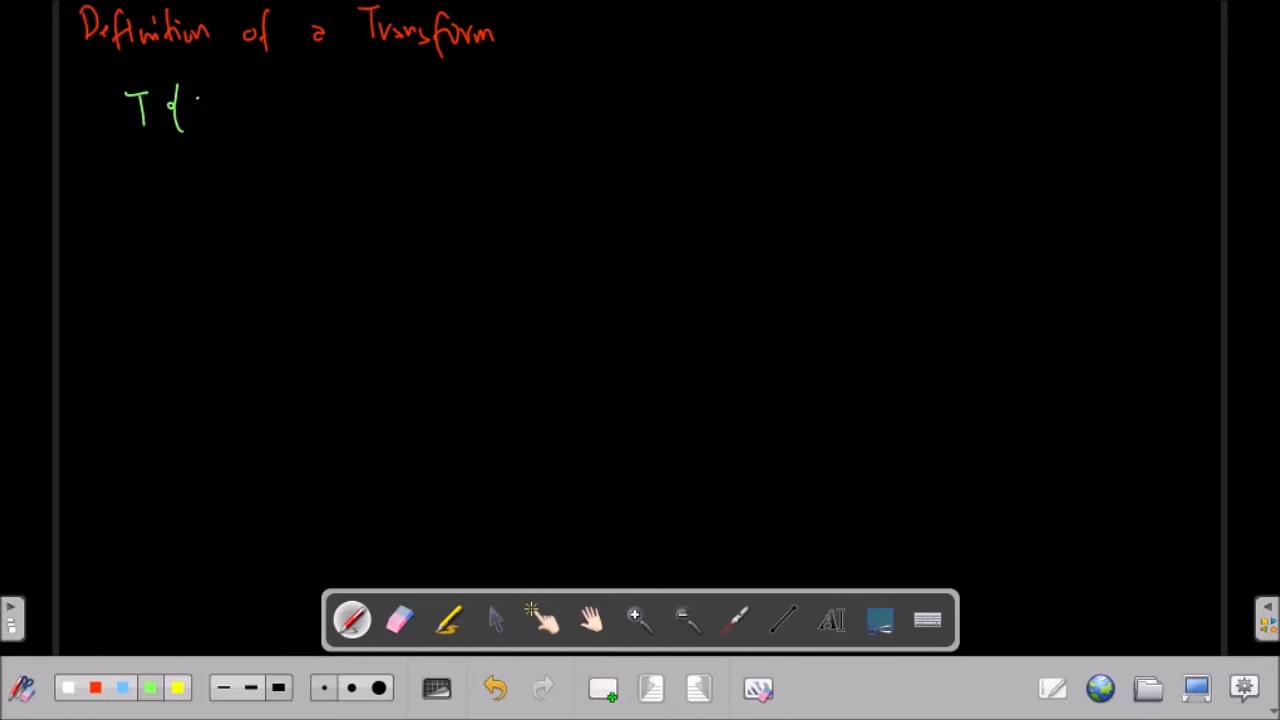 Definition of a Transform
T {